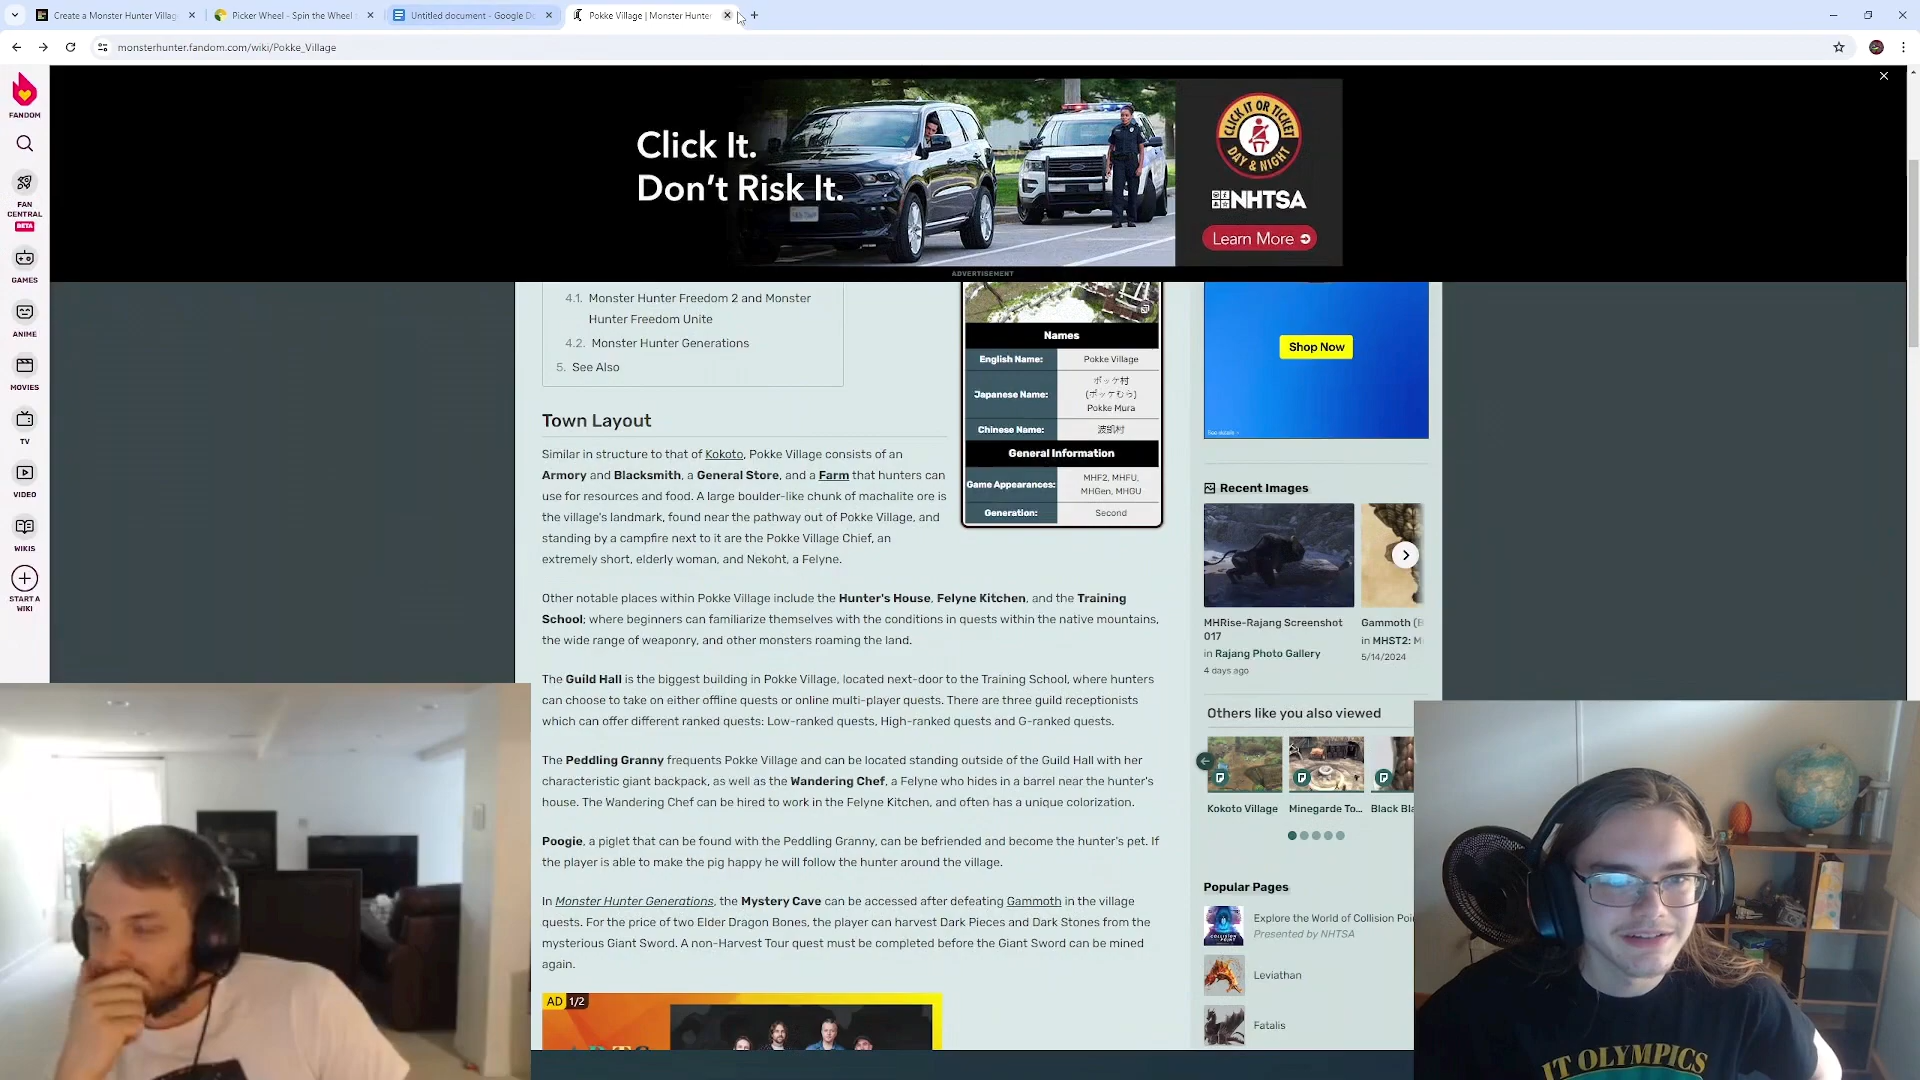 Create a Monster Hunter Villag
Picker Wheel - Spin the Wheel
Untitled document - Google Do
Pokke Village | Monster Hunter
monsterhunter.fandom.com/wiki/Pokke_Village
FANDOM
FAN
CENTRAL
BETA
GAMES
ANIME
MOVIES
TV
VIDEO
WIKIS
START A
WIKI
Click It.
Don't Risk It.
CLICK IT OR TICKET
DAY & NIGHT
NHTSA
Learn More
ADVERTISEMENT
4.1. Monster Hunter Freedom 2 and Monster
Hunter Freedom Unite
4.2. Monster Hunter Generations
5. See Also
Town Layout
Similar in structure to that of Kokoto, Pokke Village consists of an
Armory and Blacksmith, a General Store, and a Farm that hunters can
use for resources and food. A large boulder-like chunk of machalite ore is
the village's landmark, found near the pathway out of Pokke Village, and
standing by a campfire next to it are the Pokke Village Chief, an
extremely short, elderly woman, and Nekoht, a Felyne.
Other notable places within Pokke Village include the Hunter's House, Felyne Kitchen, and the Training
School; where beginners can familiarize themselves with the conditions in quests within the native mountains,
the wide range of weaponry, and other monsters roaming the land.
The Guild Hall is the biggest building in Pokke Village, located next-door to the Training School, where hunters
can choose to take on either offline quests or online multi-player quests. There are three guild receptionists
which can offer different ranked quests: Low-ranked quests, High-ranked quests and G-ranked quests.
The Peddling Granny frequents Pokke Village and can be located standing outside of the Guild Hall with her
characteristic giant backpack, as well as the Wandering Chef, a Felyne who hides in a barrel near the hunter's
house. The Wandering Chef can be hired to work in the Felyne Kitchen, and often has a unique colorization.
Poogie, a piglet that can be found with the Peddling Granny, can be befriended and become the hunter's pet. If
the player is able to make the pig happy he will follow the hunter around the village.
In Monster Hunter Generations, the Mystery Cave can be accessed after defeating Gammoth in the village
quests. For the price of two Elder Dragon Bones, the player can harvest Dark Pieces and Dark Stones from the
mysterious Giant Sword. A non-Harvest Tour quest must be completed before the Giant Sword can be mined
again.
AD 1/2
Names
English Name: Pokke Village
Japanese Name: ポッケ村
(ポッケむら)
Pokke Mura
Chinese Name: 波凯村
General Information
Game Appearances: MHF2, MHFU,
MHGen, MHGU
Generation: Second
Shop Now
See details
Recent Images
MHRise-Rajang Screenshot
017
in Rajang Photo Gallery
4 days ago
Gammoth (B
in MHST2: M
5/14/2024
Others like you also viewed
Kokoto Village
Minegarde To...
Black Bla
Popular Pages
Explore the World of Collision Poi
Presented by NHTSA
Leviathan
Fatalis
IT OLYMPICS